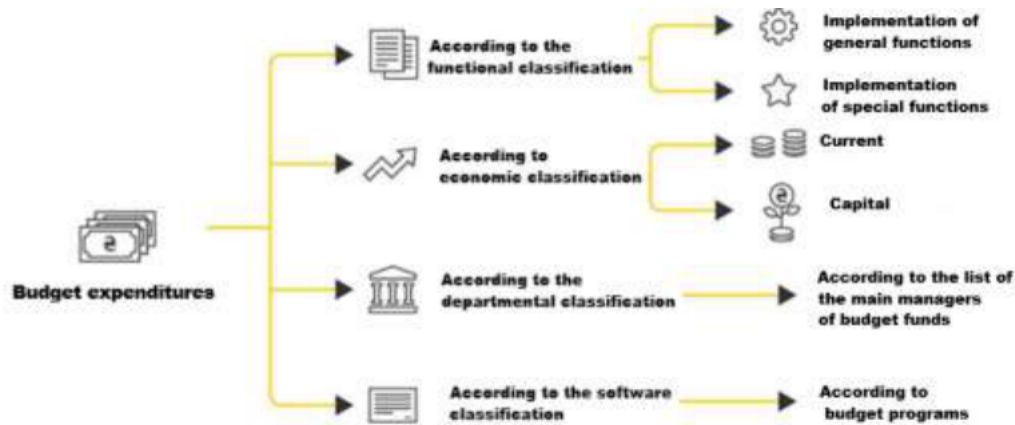 Implementation of
general functions
According to the
functional classification
Implementation
of special functions
According to
economic classification
Current
Capital
₴
₴
Budget expenditures
According to the
departmental classification
According to the list of
the main managers
of budget funds
According to the software
classification
According to
budget programs